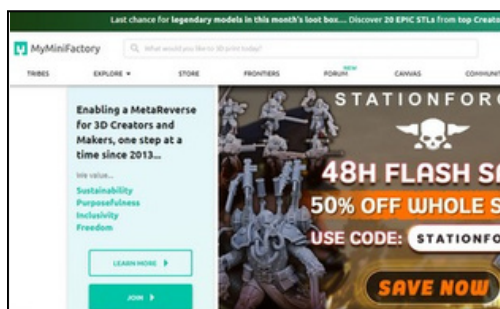 Last chance for legendary models in this month's loot box.... Discover 20 EPIC STLs from top Creato
MyMiniFactory
What would you like to 3D print today?
NEW
TRIBES EXPLORE STORE FRONTIERS FORUM CANVAS COMMUNIT
Enabling a MetaReverse
for 3D Creators and
Makers, one step at a
time since 2013...
We value...
Sustainability
Purposefulness
Inclusivity
Freedom
LEARN MORE
JOIN
STATIONFORG
48H FLASH SA
50% OFF WHOLE S
USE CODE: STATIONFO
SAVE NOW